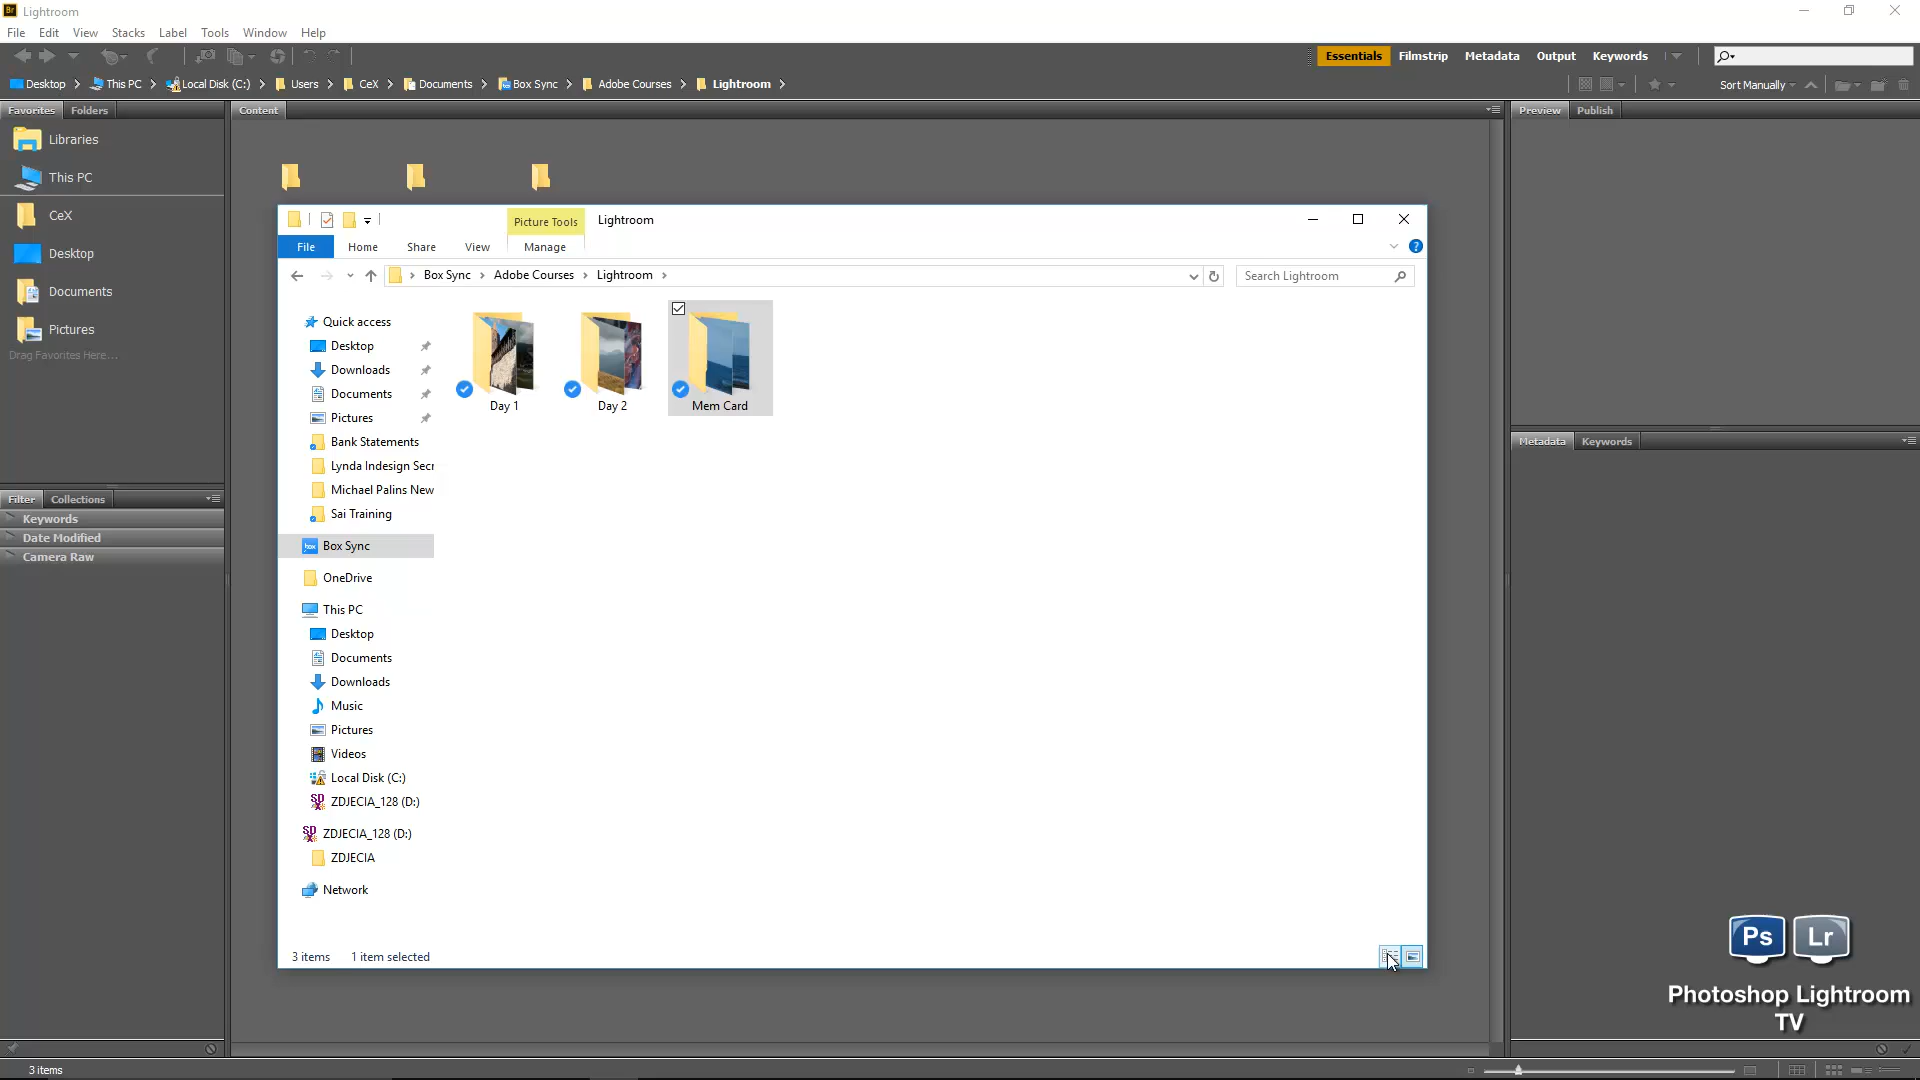 Br Lightroom
File Edit View Stacks Label Tools Window Help
Essentials Filmstrip Metadata Output Keywords
Desktop This PC Local Disk (C:) Users CeX Documents Box Sync Adobe Courses Lightroom
Sort Manually
Favorites Folders
Content
Preview Publish
Libraries
This PC
CeX
Desktop
Documents
Pictures
Drag Favorites Here...
Filter Collections
Keywords
Date Modified
Camera Raw
Picture Tools Lightroom
File Home Share View Manage
Box Sync Adobe Courses Lightroom
Search Lightroom
Quick access
Desktop
Downloads
Documents
Pictures
Bank Statements
Lynda Indesign Secr
Michael Palins New
Sai Training
Box Sync
OneDrive
This PC
Desktop
Documents
Downloads
Music
Pictures
Videos
Local Disk (C:)
ZDJECIA_128 (D:)
ZDJECIA_128 (D:)
ZDJECIA
Network
Day 1 Day 2 Mem Card
3 items 1 item selected
Metadata Keywords
Ps Lr
Photoshop Lightroom
TV
3 items